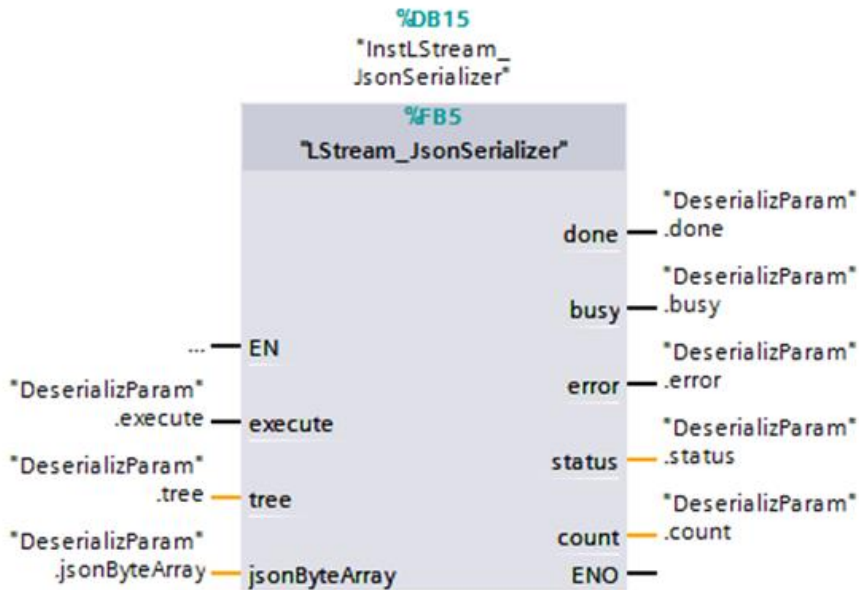 %DB15
"InstLStream_
JsonSerializer"
%FB5
"LStream_JsonSerializer"
"DeserializParam"
done .done
"DeserializParam"
busy .busy
... EN
"DeserializParam"
error .error
"DeserializParam"
.execute execute
"DeserializParam"
status .status
"DeserializParam"
.tree tree
"DeserializParam"
count .count
"DeserializParam"
.jsonByteArray jsonByteArray ENO